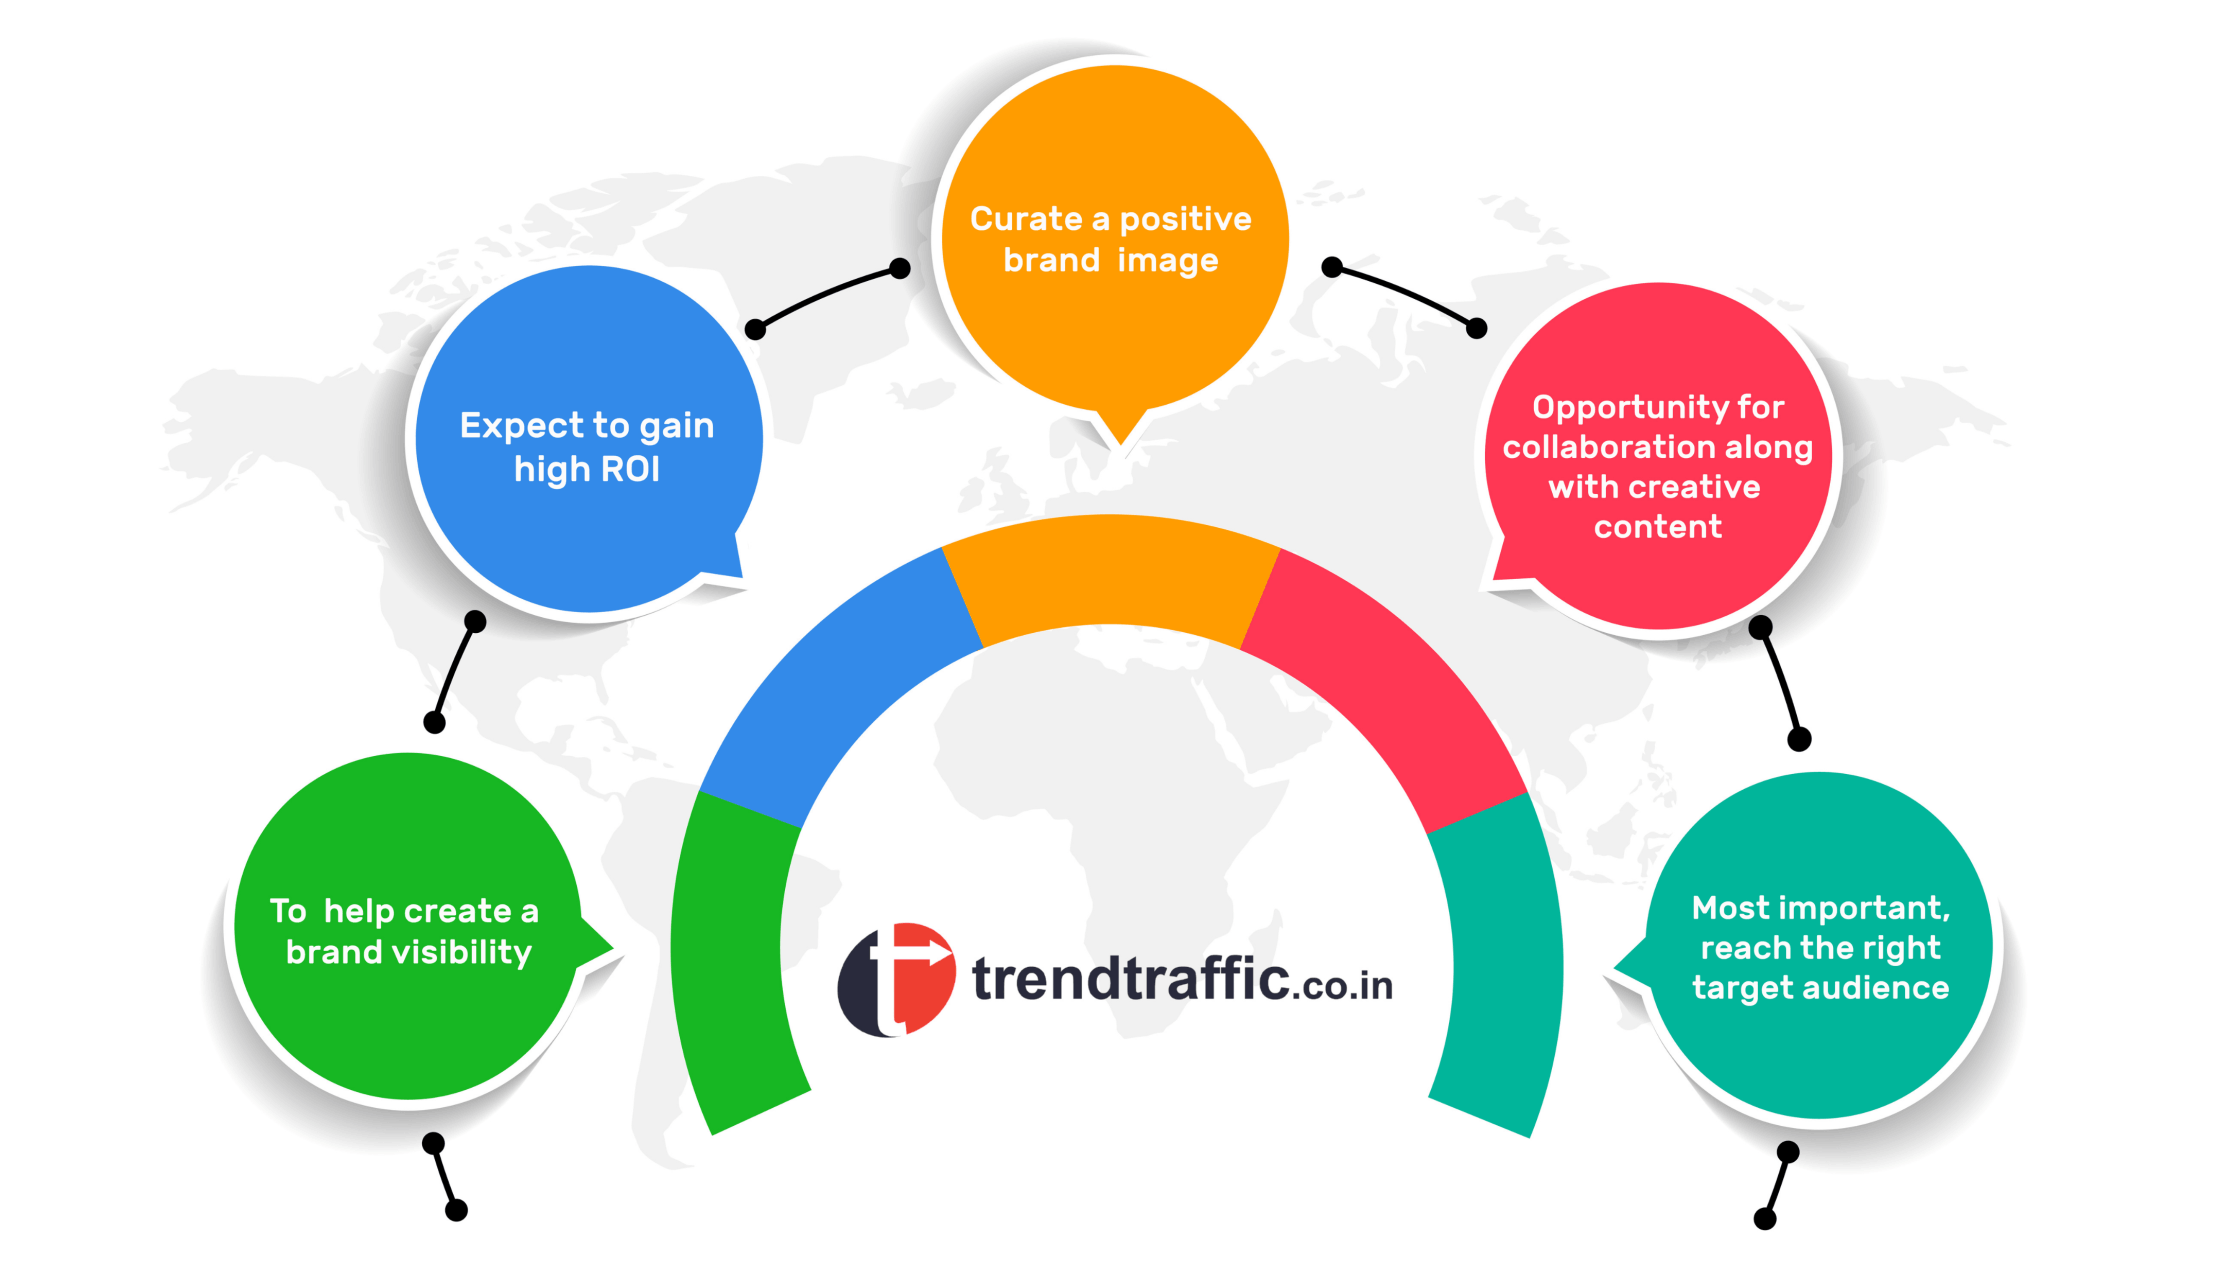 Curate a positive
brand image
Expect to gain
high ROI
Opportunity for
collaboration along
with creative
content
To help create a
brand visibility
Most important,
reach the right
target audience
trendtraffic.co.in